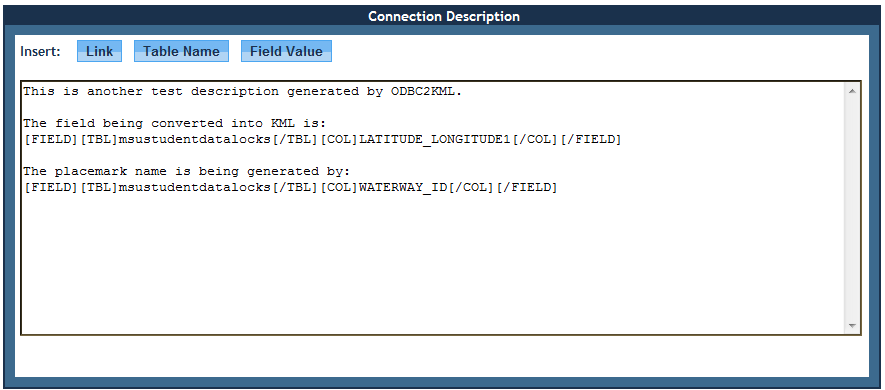 Connection Description
Insert: Link Table Name Field Value
This is another test description generated by ODBC2KML.
The field being converted into KML is:
[FIELD][TBL]msustudentdatalocks[/TBL][COL]LATITUDE_LONGITUDE1[/COL][/FIELD]
The placemark name is being generated by:
[FIELD][TBL]msustudentdatalocks[/TBL][COL]WATERWAY_ID[/COL][/FIELD]